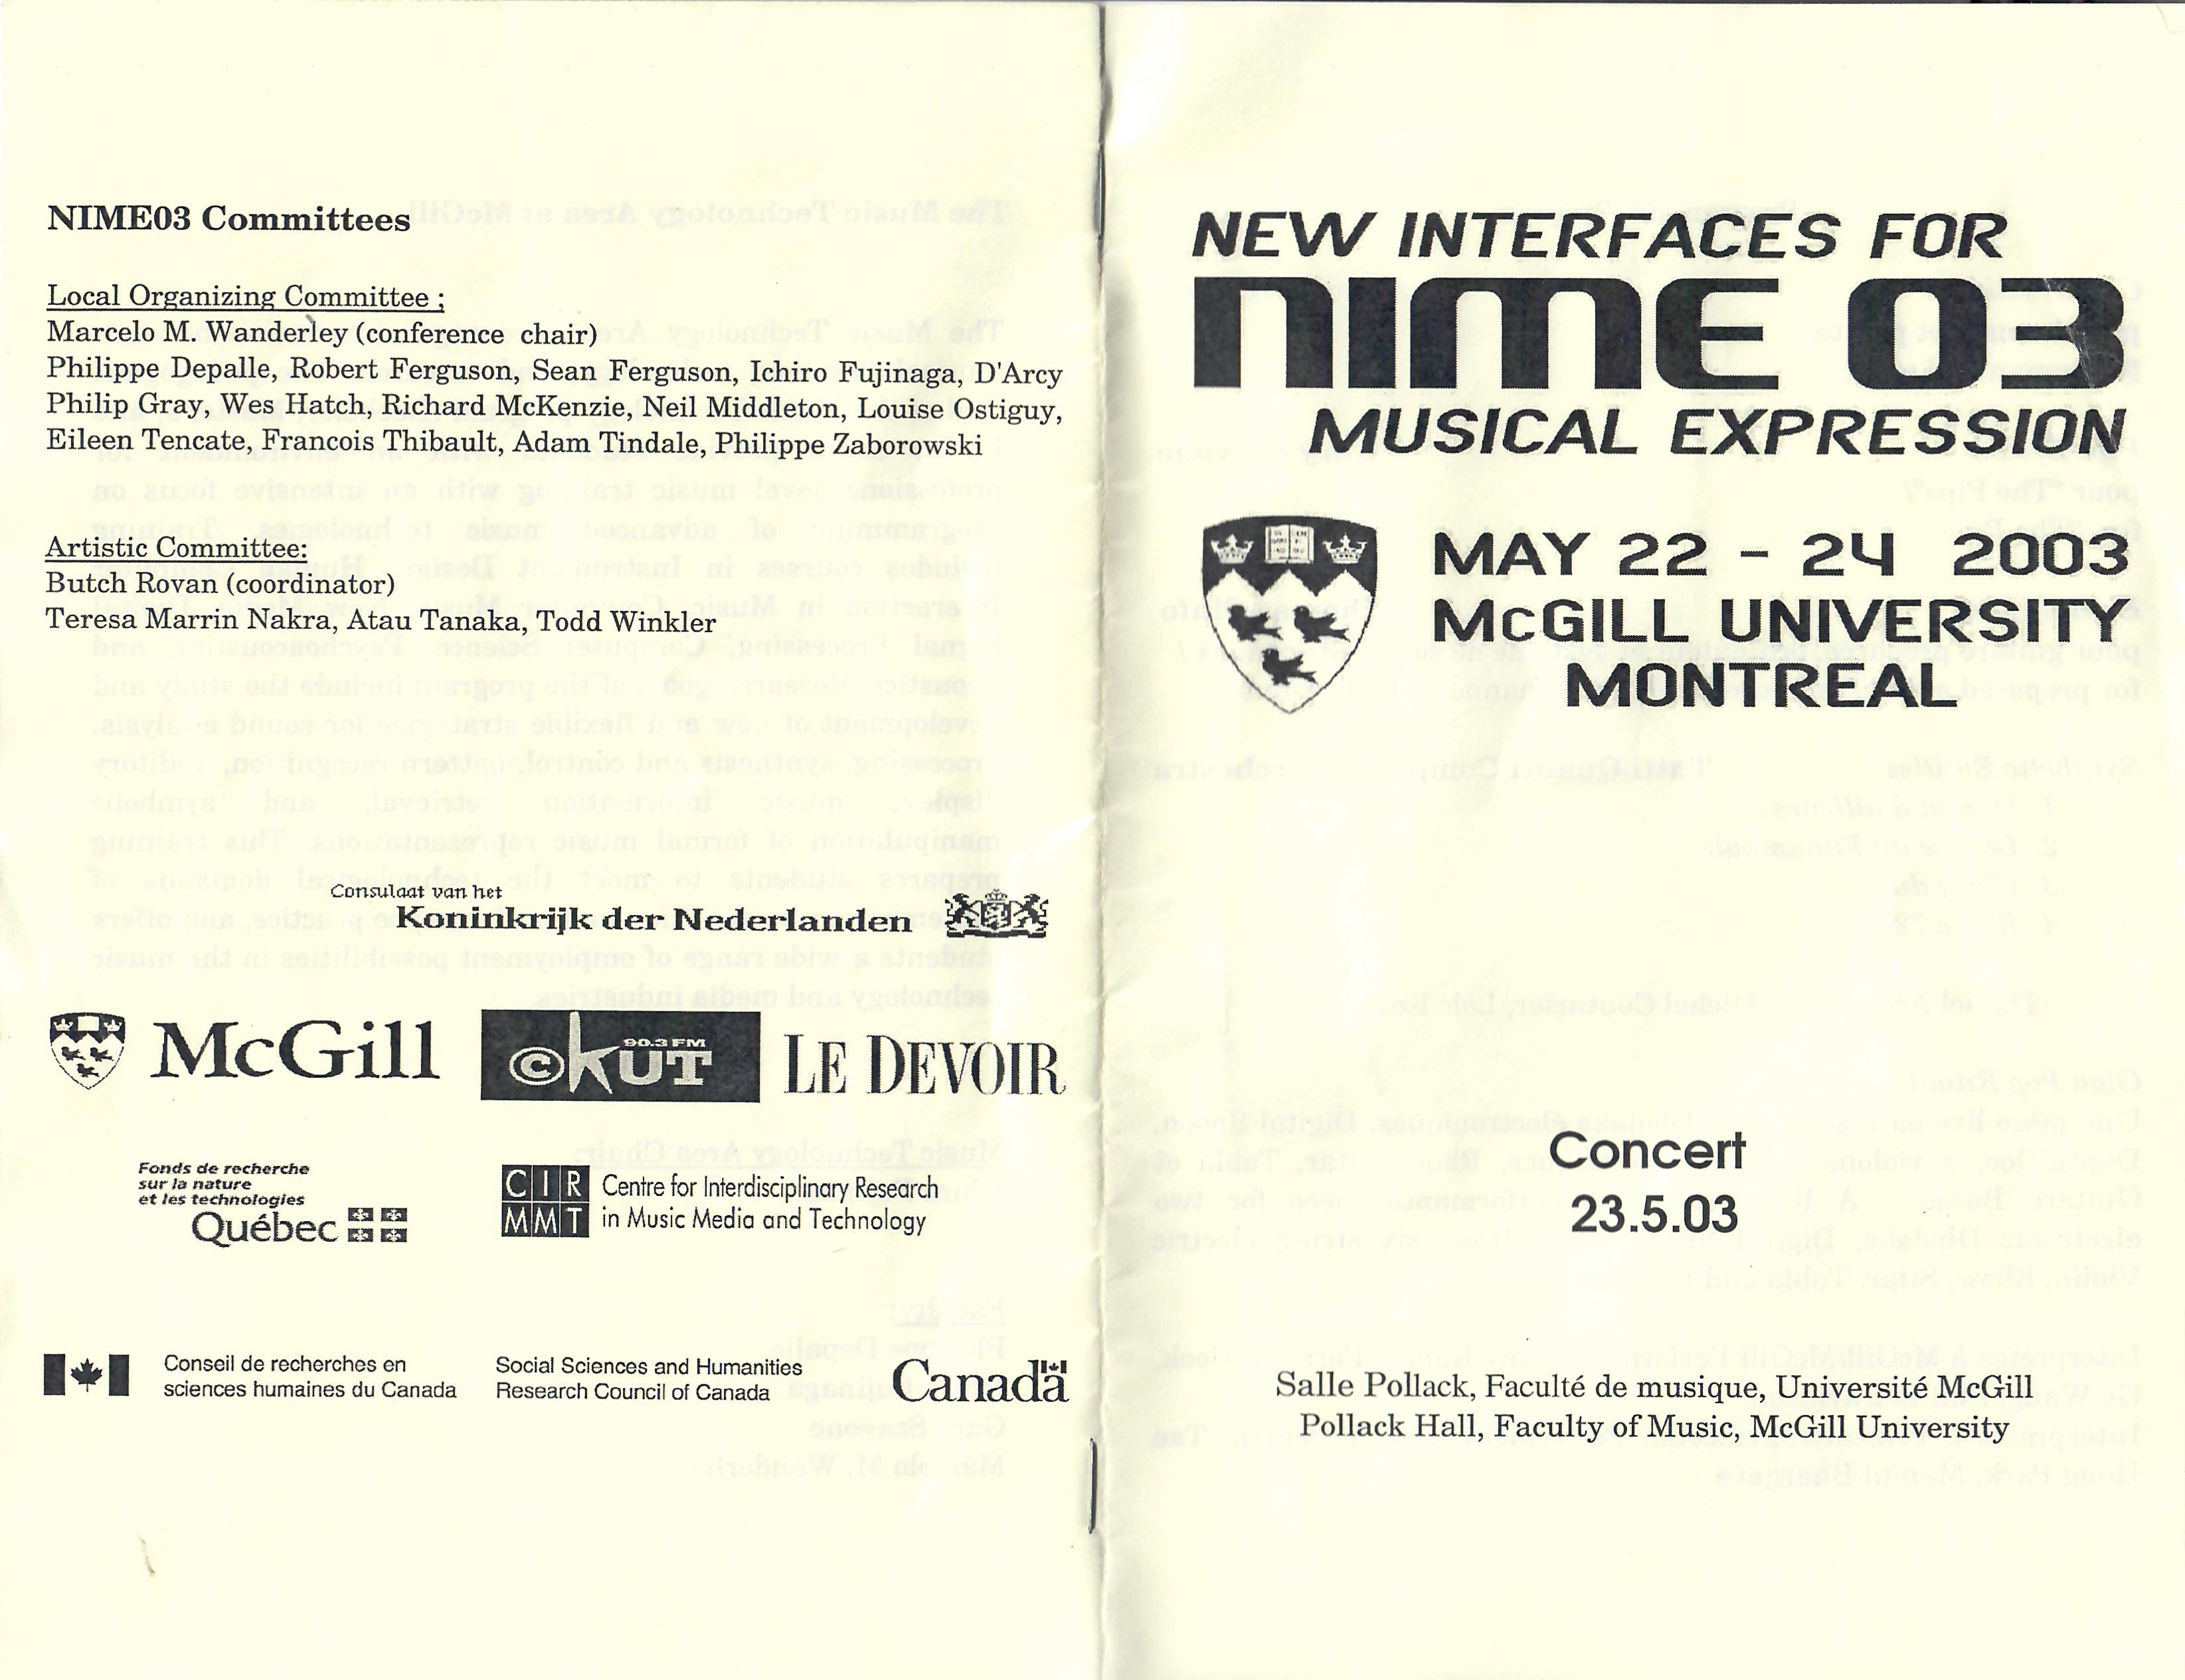 NIME03 Committees
Local Organizing Committee :
Marcelo M. Wanderley (conference chair)
Philippe Depalle, Robert Ferguson, Sean Ferguson, Ichiro Fujinaga, D'Arcy
Philip Gray, Wes Hatch, Richard McKenzie, Neil Middleton, Louise Ostiguy,
Eileen Tencate, Francois Thibault, Adam Tindale, Philippe Zaborowski
Artistic Committee:
Butch Rovan (coordinator)
Teresa Marrin Nakra, Atau Tanaka, Todd Winkler
Consulaat van het
Koninkrijk der Nederlanden
McGill
90.3 FM
CKUT
LE DEVOIR
Fonds de recherche
sur la nature
et les technologies
Québec
CIR
MMT
Centre for Interdisciplinary Research
in Music Media and Technology
Conseil de recherches en
sciences humaines du Canada
Social Sciences and Humanities
Research Council of Canada
Canada
NEW INTERFACES FOR
NIME 03
MUSICAL EXPRESSION
MAY 22 - 24 2003
McGILL UNIVERSITY
MONTREAL
Concert
23.5.03
Salle Pollack, Faculté de musique, Université McGill
Pollack Hall, Faculty of Music, McGill University